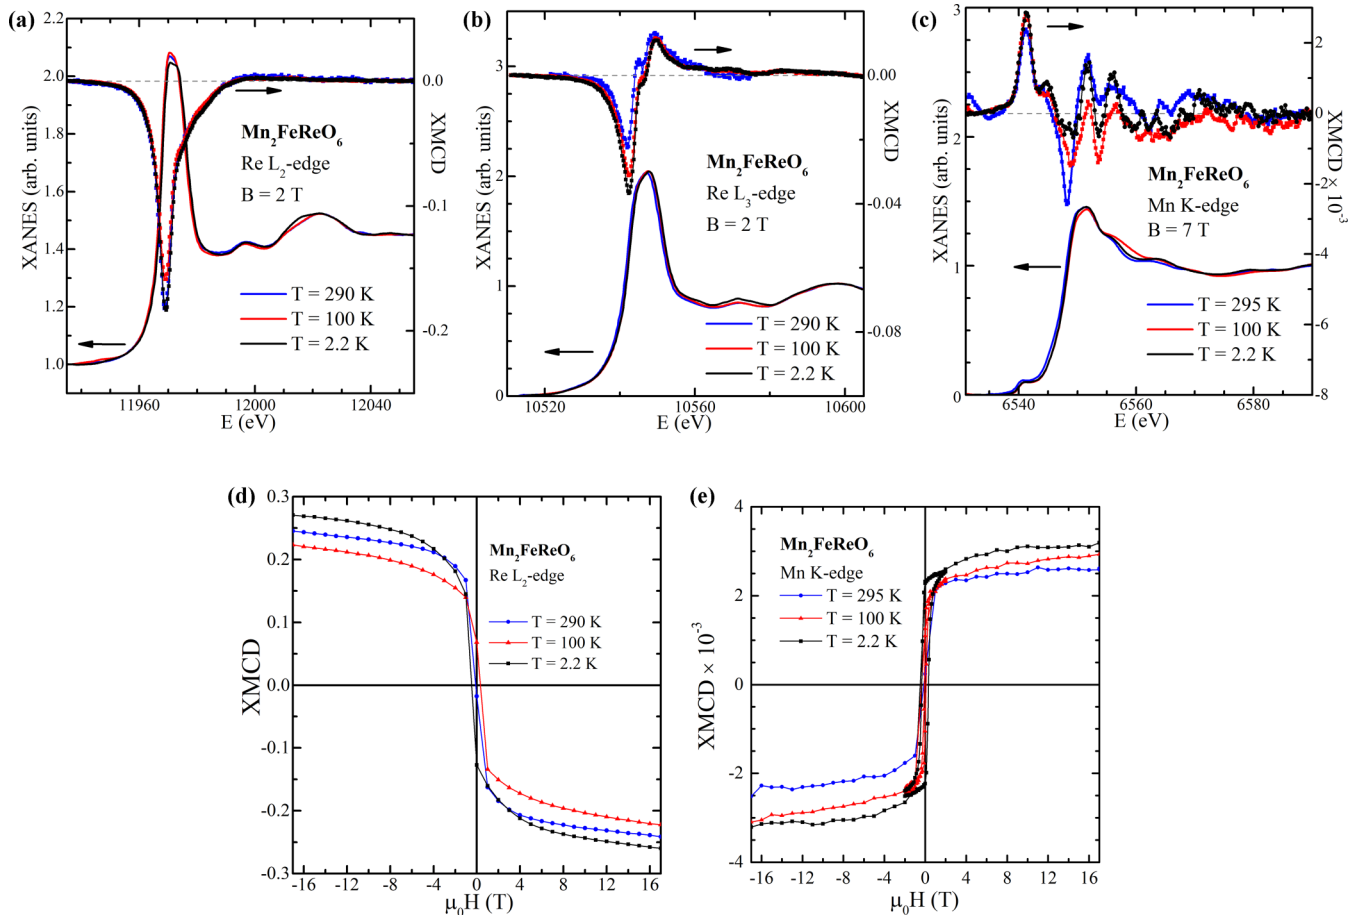 (a)
2.2
2.0
1.8
1.6
1.4
1.2
1.0
XANES (arb. units)
0.0
-0.1
-0.2
XMCD
Mn₂FeReO₆
Re L₂-edge
B = 2 T
T = 290 K
T = 100 K
T = 2.2 K
11960 12000 12040
E (eV)
(b)
3
2
1
0
XANES (arb. units)
0.00
-0.04
-0.08
XMCD
Mn₂FeReO₆
Re L₃-edge
B = 2 T
T = 290 K
T = 100 K
T = 2.2 K
10520 10560 10600
E (eV)
(c)
3
2
1
0
XANES (arb. units)
2
0
-2
-4
-6
-8
XMCD × 10⁻³
Mn₂FeReO₆
Mn K-edge
B = 7 T
T = 295 K
T = 100 K
T = 2.2 K
6540 6560 6580
E (eV)
(d)
0.3
0.2
0.1
0.0
-0.1
-0.2
-0.3
XMCD
Mn₂FeReO₆
Re L₂-edge
T = 290 K
T = 100 K
T = 2.2 K
-16 -12 -8 -4 0 4 8 12 16
μ₀H (T)
(e)
4
2
0
-2
-4
XMCD × 10⁻³
Mn₂FeReO₆
Mn K-edge
T = 295 K
T = 100 K
T = 2.2 K
-16 -12 -8 -4 0 4 8 12 16
μ₀H (T)